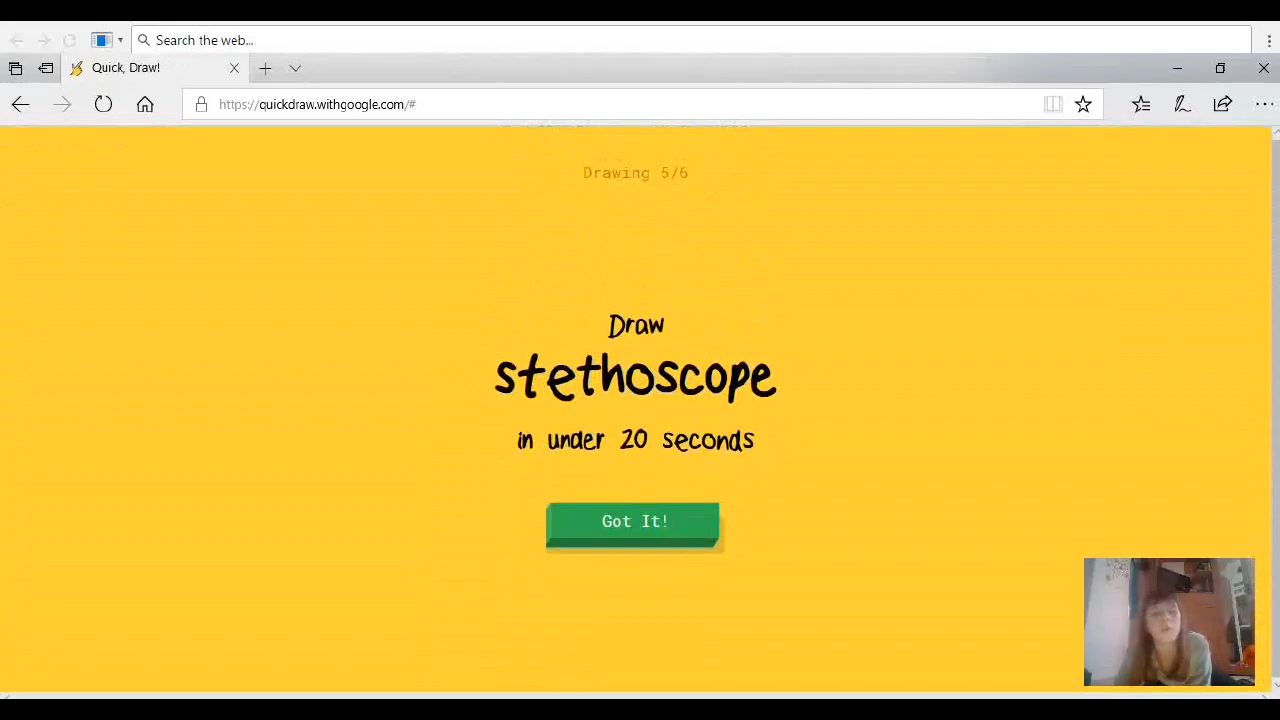 Search the web...
Quick, Draw!
https://quickdraw.withgoogle.com/#
Drawing 5/6
Draw
stethoscope
in under 20 seconds
Got It!